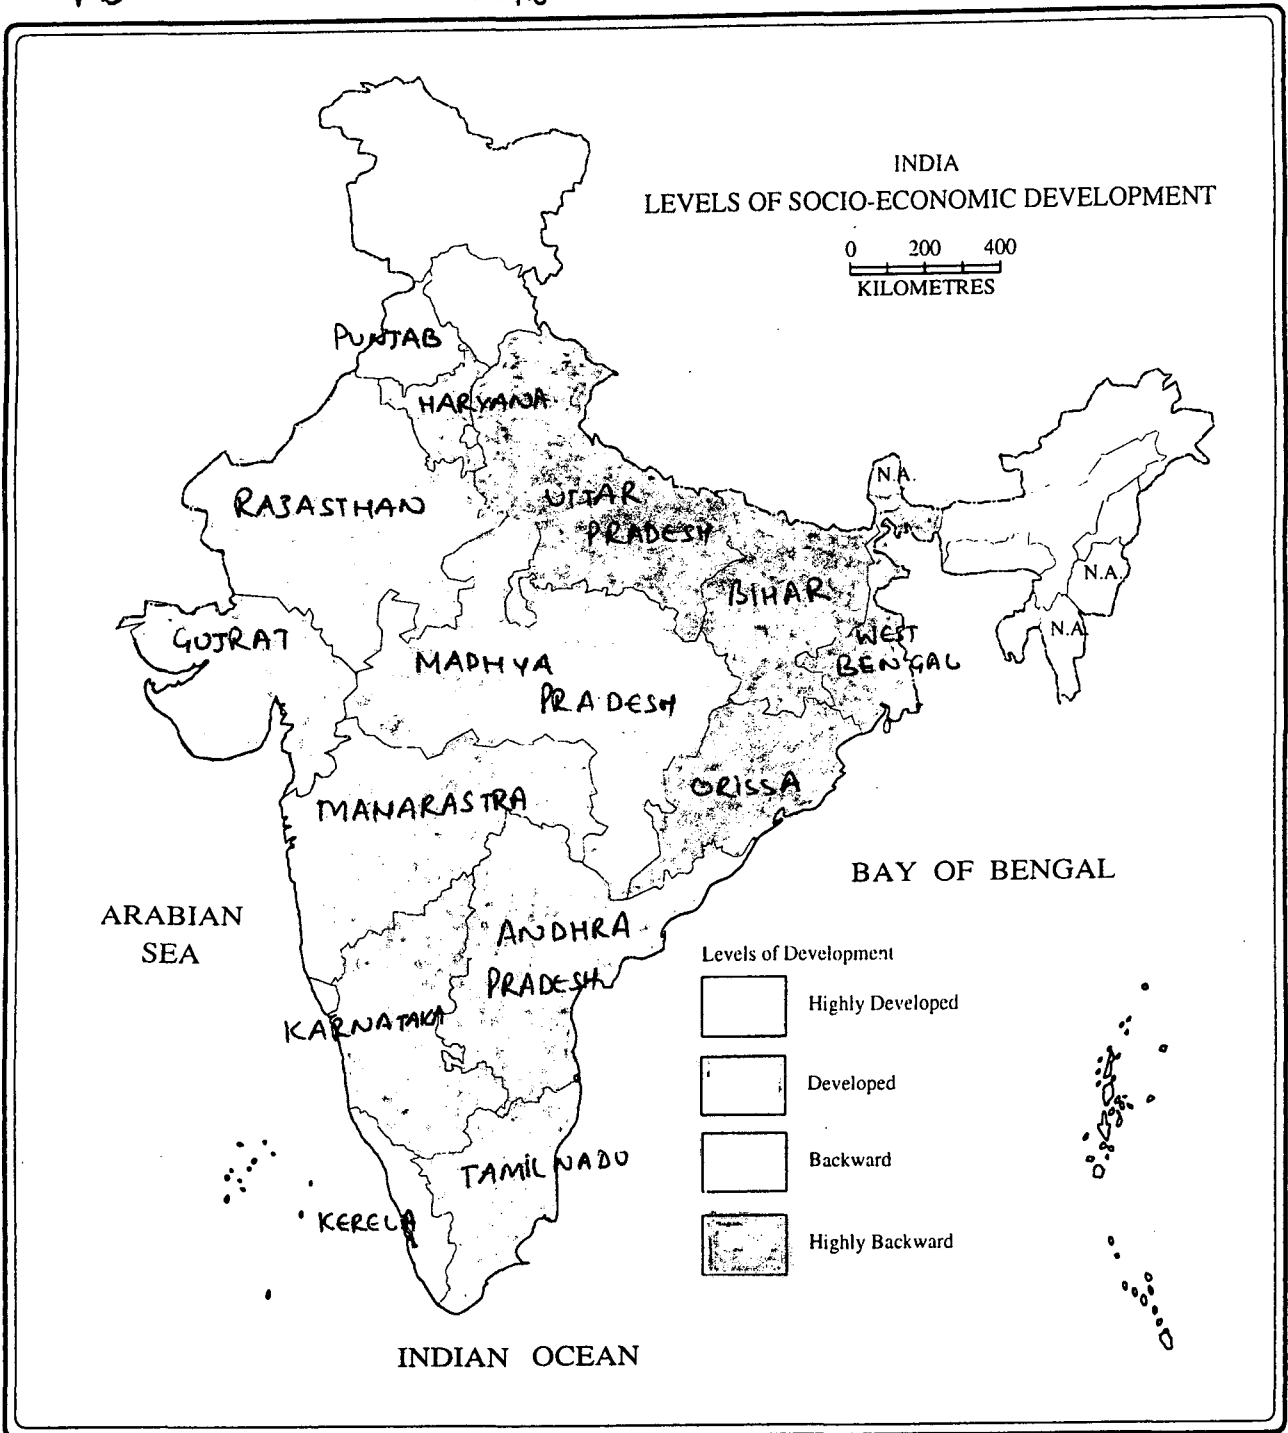 INDIA
LEVELS OF SOCIO-ECONOMIC DEVELOPMENT
0 200 400
KILOMETRES
PUNJAB
HARYANA
N.A.
RAJASTHAN
UTTAR
PRADESH
N.A.
BIHAR
GUJRAT
WEST
BENGAL
N.A.
MADHYA
PRADESH
ORISSA
MANARASTRA
BAY OF BENGAL
ARABIAN
SEA
ANDHRA
PRADESH
Levels of Development
Highly Developed
KARNATAKA
Developed
Backward
TAMIL NADU
KERELA
Highly Backward
INDIAN OCEAN